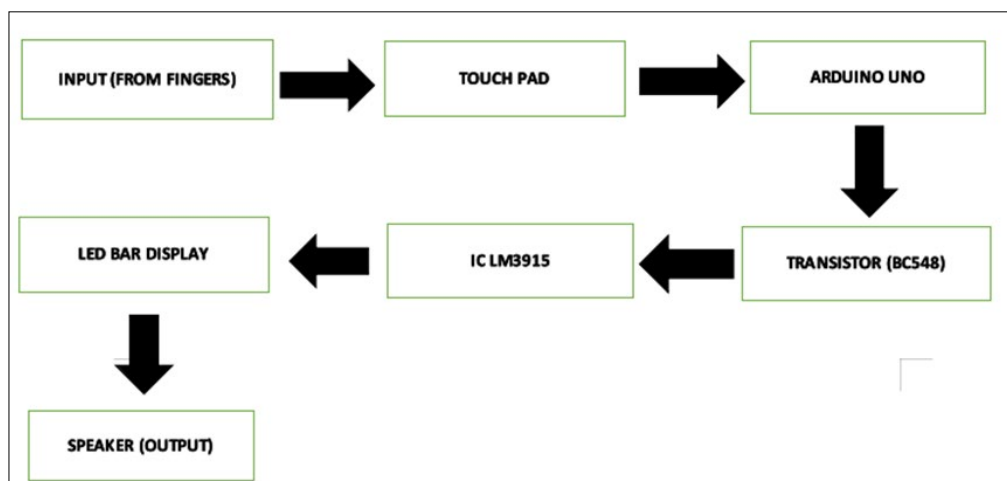 INPUT (FROM FINGERS)
TOUCH PAD
ARDUINO UNO
TRANSISTOR (BC548)
IC LM3915
LED BAR DISPLAY
SPEAKER (OUTPUT)